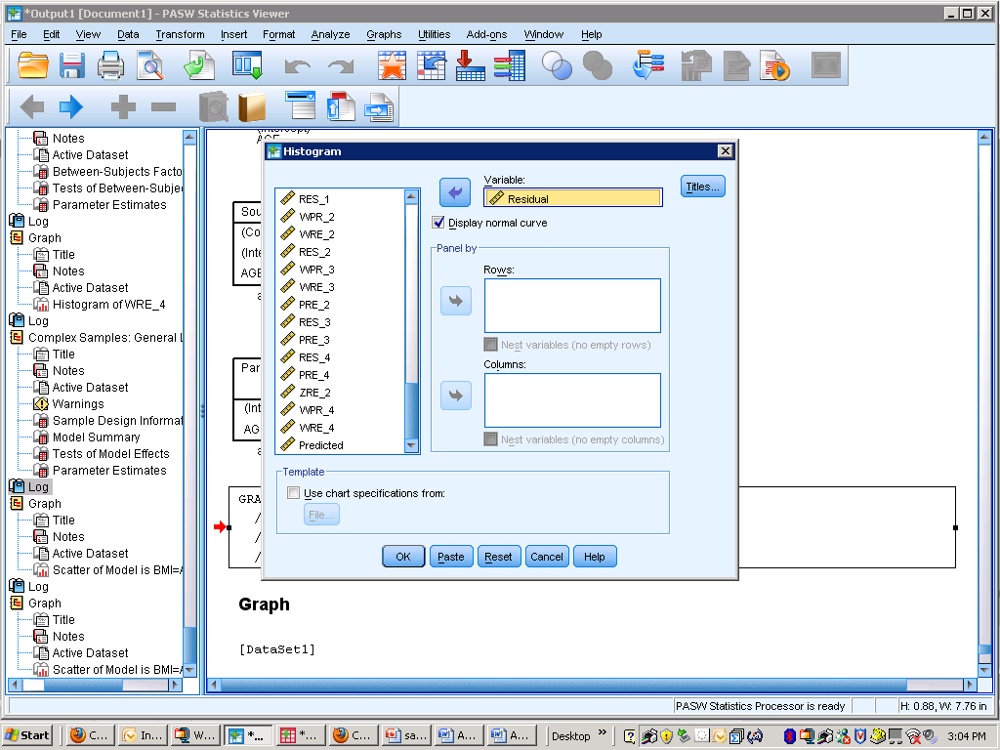 *Output1 [Document1] - PASW Statistics Viewer
File Edit View Data Transform Insert Format Analyze Graphs Utilities Add-ons Window Help
Notes
Active Dataset
Between-Subjects Facto
Tests of Between-Subje
Parameter Estimates
Log
Graph
Title
Notes
Active Dataset
Histogram of WRE_4
Log
Complex Samples: General L
Title
Notes
Active Dataset
Warnings
Sample Design Informat
Model Summary
Tests of Model Effects
Parameter Estimates
Log
Graph
Title
Notes
Active Dataset
Scatter of Model is BMI=A
Log
Graph
Title
Notes
Active Dataset
Scatter of Model is BMI=A
(Intercept)
AGE
Sou
(Co
(Inte
AGE
a
Par
(Int
AG
a
GRA
/
/
/
Graph
[DataSet1]
Histogram
RES_1
WPR_2
WRE_2
RES_2
WPR_3
WRE_3
PRE_2
RES_3
PRE_3
RES_4
PRE_4
ZRE_2
WPR_4
WRE_4
Predicted
Variable:
Residual
Titles...
Display normal curve
Panel by
Rows:
Nest variables (no empty rows)
Columns:
Nest variables (no empty columns)
Template
Use chart specifications from:
File...
OK Paste Reset Cancel Help
PASW Statistics Processor is ready H: 0.88, W: 7.76 in
Start C... In... W... *... *... C... sa... A... A... Desktop » 3:04 PM